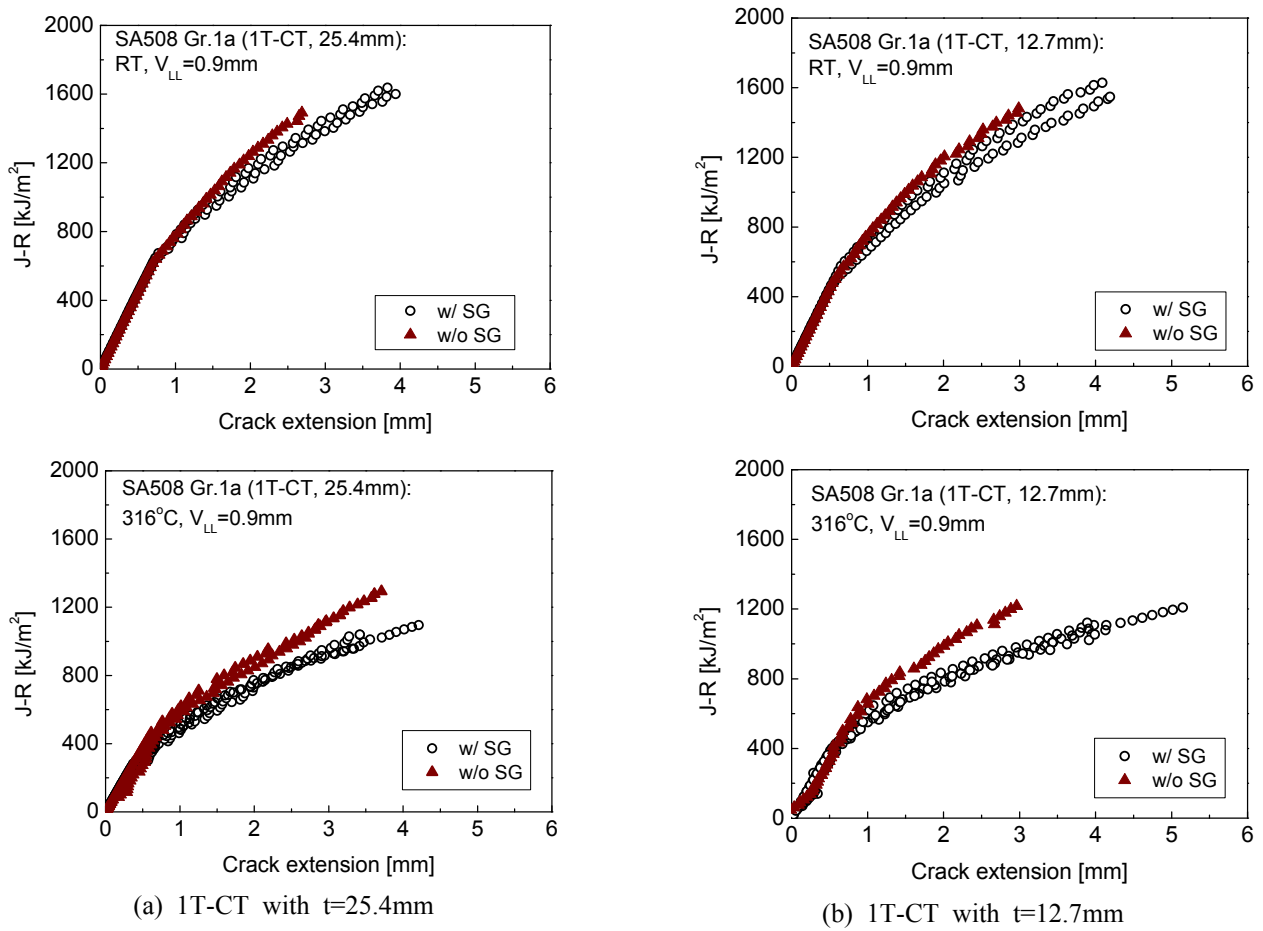 2000
1600
1200
800
400
0
J-R [kJ/m²]
SA508 Gr.1a (1T-CT, 25.4mm):
RT, V_LL=0.9mm
w/ SG
w/o SG
0 1 2 3 4 5 6
Crack extension [mm]
2000
1600
1200
800
400
0
J-R [kJ/m²]
SA508 Gr.1a (1T-CT, 12.7mm):
RT, V_LL=0.9mm
w/ SG
w/o SG
0 1 2 3 4 5 6
Crack extension [mm]
2000
1600
1200
800
400
0
J-R [kJ/m²]
SA508 Gr.1a (1T-CT, 25.4mm):
316°C, V_LL=0.9mm
w/ SG
w/o SG
0 1 2 3 4 5 6
Crack extension [mm]
(a) 1T-CT with t=25.4mm
2000
1600
1200
800
400
0
J-R [kJ/m²]
SA508 Gr.1a (1T-CT, 12.7mm):
316°C, V_LL=0.9mm
w/ SG
w/o SG
0 1 2 3 4 5 6
Crack extension [mm]
(b) 1T-CT with t=12.7mm